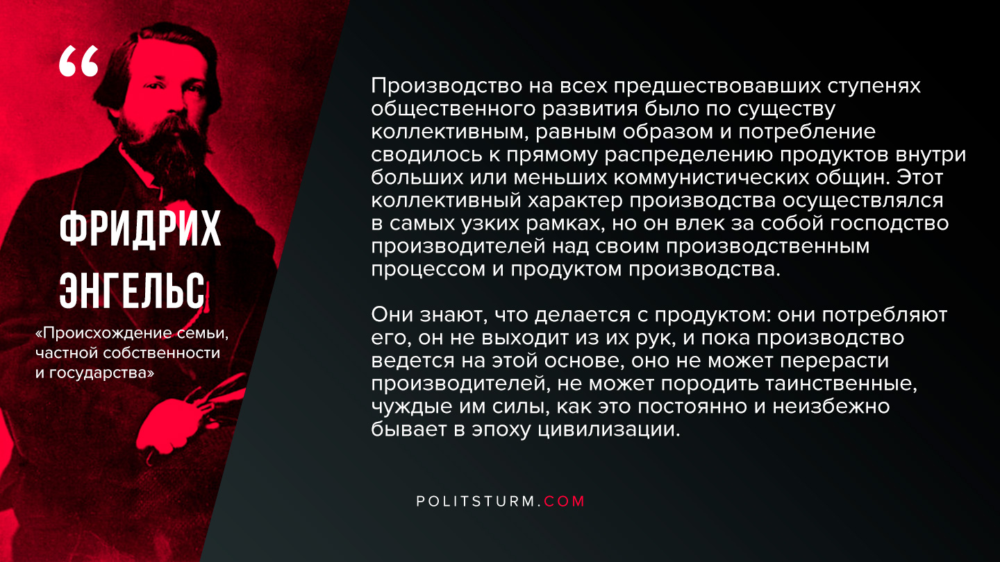 “
ФРИДРИХ
ЭНГЕЛЬС
«Происхождение семьи,
частной собственности
и государства»
Производство на всех предшествовавших ступенях
общественного развития было по существу
коллективным, равным образом и потребление
сводилось к прямому распределению продуктов внутри
больших или меньших коммунистических общин. Этот
коллективный характер производства осуществлялся
в самых узких рамках, но он влек за собой господство
производителей над своим производственным
процессом и продуктом производства.
Они знают, что делается с продуктом: они потребляют
его, он не выходит из их рук, и пока производство
ведется на этой основе, оно не может перерасти
производителей, не может породить таинственные,
чуждые им силы, как это постоянно и неизбежно
бывает в эпоху цивилизации.
POLITSTURM.COM